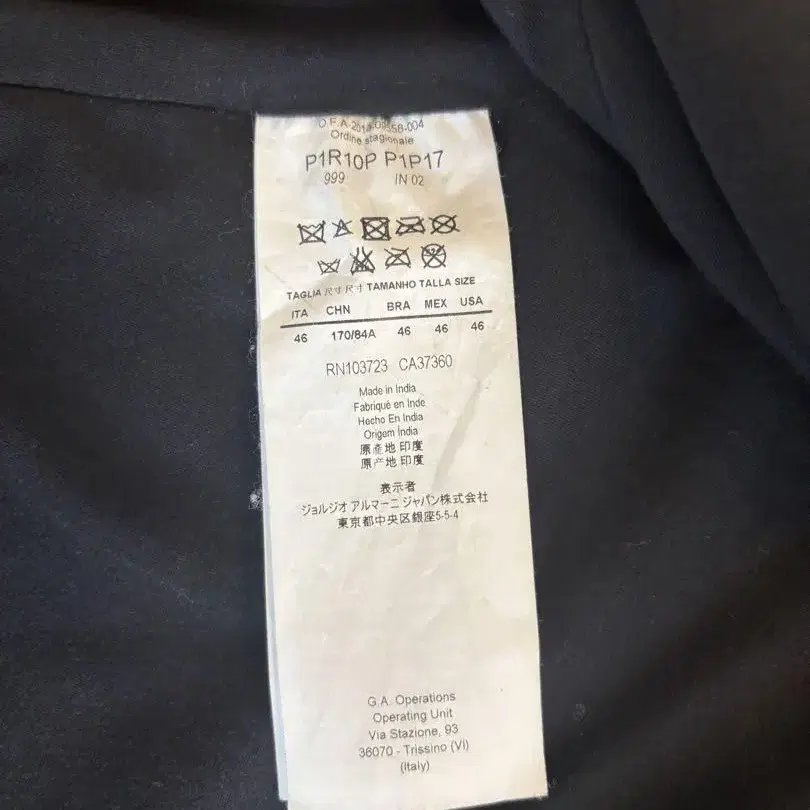 Ordine stagionale
P1R10P P1P17
999 IN 02
TAGLIA 尺寸 尺寸 TAMANHO TALLA SIZE
ITA CHN BRA MEX USA
46 170/84A 46 46 46
RN103723 CA37360
Made in India
Fabriqué en Inde
Hecho En India
Origem Índia
原產地 印度
原产地 印度
表示者
ジョルジオ アルマーニ ジャパン株式会社
東京都中央区銀座5-5-4
G.A. Operations
Operating Unit
Via Stazione, 93
36070 - Trissino (VI)
(Italy)